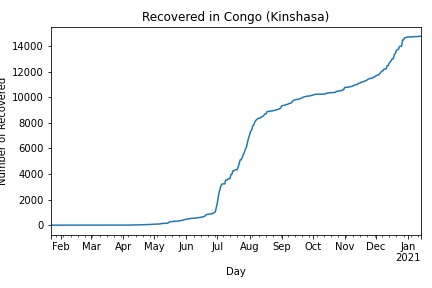 Recovered in Congo (Kinshasa)
Number of Recovered
14000
12000
10000
8000
6000
4000
2000
0
Feb Mar Apr May Jun Jul Aug Sep Oct Nov Dec Jan
2021
Day